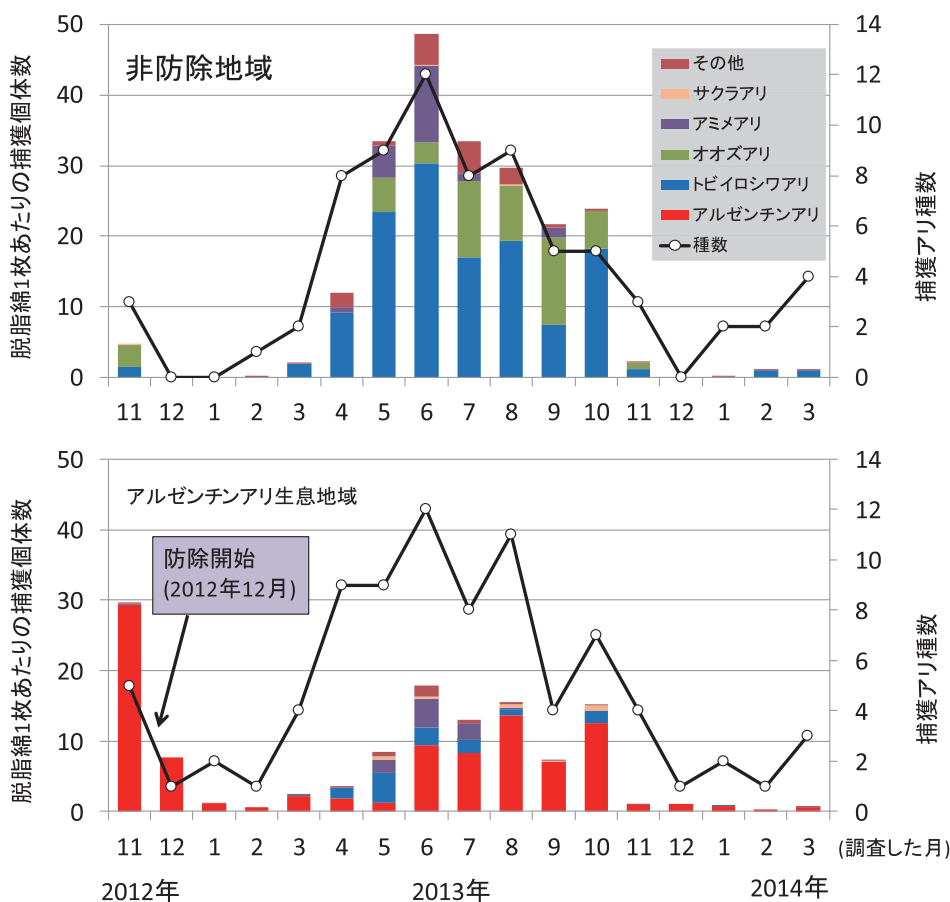 脱脂綿1枚あたりの捕獲個体数
50
40
30
20
10
0
非防除地域
その他
サクラアリ
アミメアリ
オオズアリ
トビイロシワアリ
アルゼンチンアリ
種数
14
12
10
8
6
4
2
0
捕獲アリ種数
11 12 1 2 3 4 5 6 7 8 9 10 11 12 1 2 3
脱脂綿1枚あたりの捕獲個体数
50
40
30
20
10
0
アルゼンチンアリ生息地域
防除開始
(2012年12月)
14
12
10
8
6
4
2
0
捕獲アリ種数
11 12 1 2 3 4 5 6 7 8 9 10 11 12 1 2 3 (調査した月)
2012年 2013年 2014年